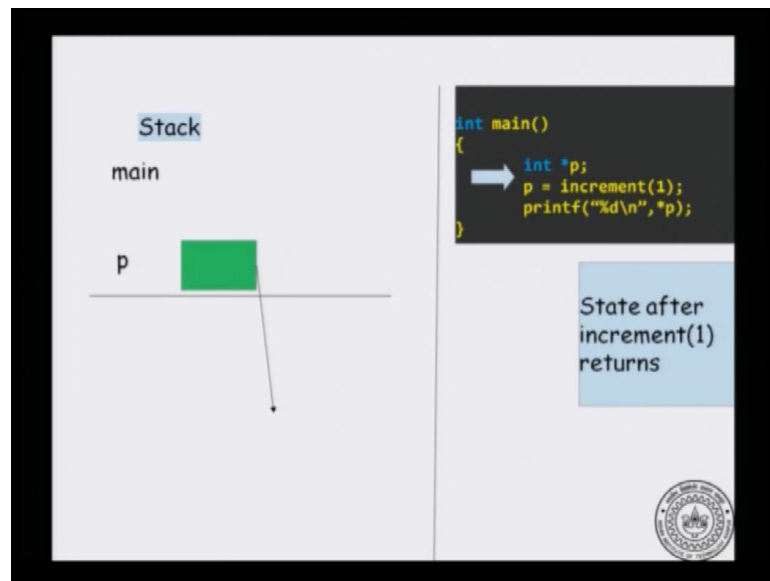 Stack
main
p
int main()
{
int *p;
p = increment(1);
printf("%d\n",*p);
}
State after
increment(1)
returns